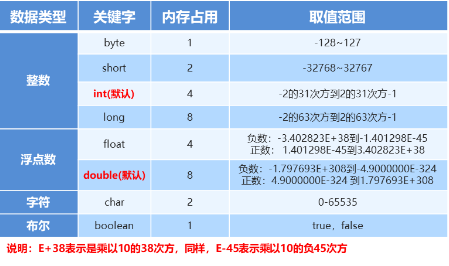 数据类型 关键字 内存占用 取值范围
整数 byte 1 -128~127
short 2 -32768~32767
int(默认) 4 -2的31次方到2的31次方-1
long 8 -2的63次方到2的63次方-1
浮点数 float 4 负数：-3.402823E+38到-1.401298E-45
正数： 1.401298E-45到3.402823E+38
double(默认) 8 负数：-1.797693E+308到-4.9000000E-324
正数：4.9000000E-324 到1.797693E+308
字符 char 2 0-65535
布尔 boolean 1 true，false
说明：E+38表示是乘以10的38次方，同样，E-45表示乘以10的负45次方